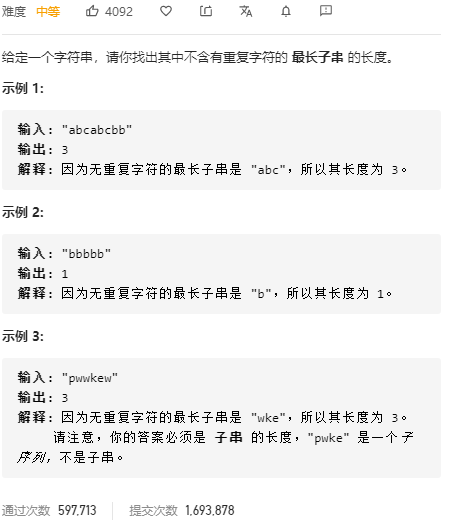 难度 中等 4092
给定一个字符串，请你找出其中不含有重复字符的 最长子串 的长度。
示例 1:
输入: "abcabcbb"
输出: 3
解释: 因为无重复字符的最长子串是 "abc"，所以其长度为 3。
示例 2:
输入: "bbbbb"
输出: 1
解释: 因为无重复字符的最长子串是 "b"，所以其长度为 1。
示例 3:
输入: "pwwkew"
输出: 3
解释: 因为无重复字符的最长子串是 "wke"，所以其长度为 3。
请注意，你的答案必须是 子串 的长度，"pwke" 是一个子
序列，不是子串。
通过次数 597,713 提交次数 1,693,878